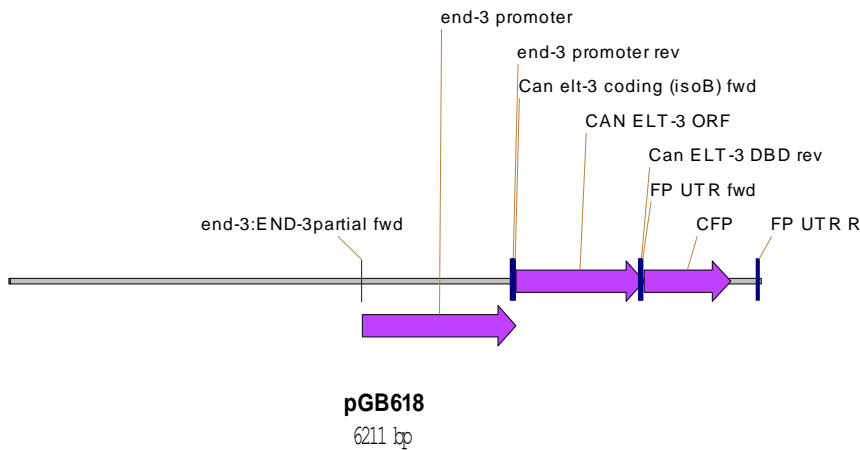 end-3 promoter
end-3 promoter rev
Can elt-3 coding (isoB) fwd
CAN ELT-3 ORF
Can ELT-3 DBD rev
FP UTR fwd
end-3:END-3partial fwd
CFP
FP UTR R
pGB618
6211 bp